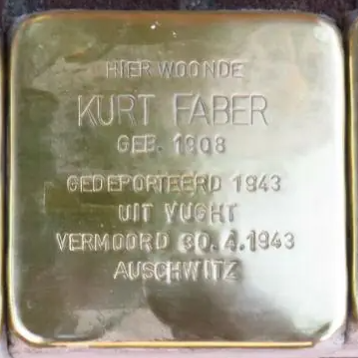 HIER WOONDE
KURT FABER
GEB. 1908
GEDEPORTEERD 1943
UIT VUGHT
VERMOORD 30.4.1943
AUSCHWITZ